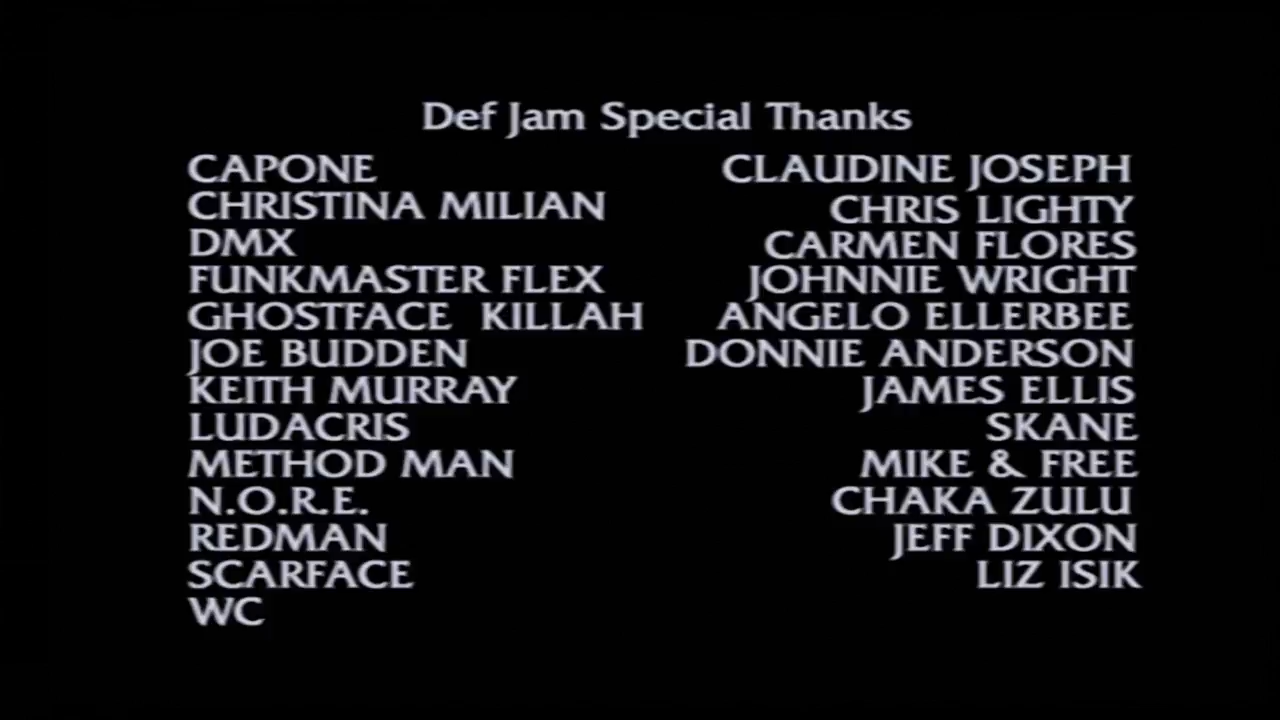 Def Jam Special Thanks
CAPONE
CHRISTINA MILIAN
DMX
FUNKMASTER FLEX
GHOSTFACE KILLAH
JOE BUDDEN
KEITH MURRAY
LUDACRIS
METHOD MAN
N.O.R.E.
REDMAN
SCARFACE
WC
CLAUDINE JOSEPH
CHRIS LIGHTY
CARMEN FLORES
JOHNNIE WRIGHT
ANGELO ELLERBEE
DONNIE ANDERSON
JAMES ELLIS
SKANE
MIKE & FREE
CHAKA ZULU
JEFF DIXON
LIZ ISIK